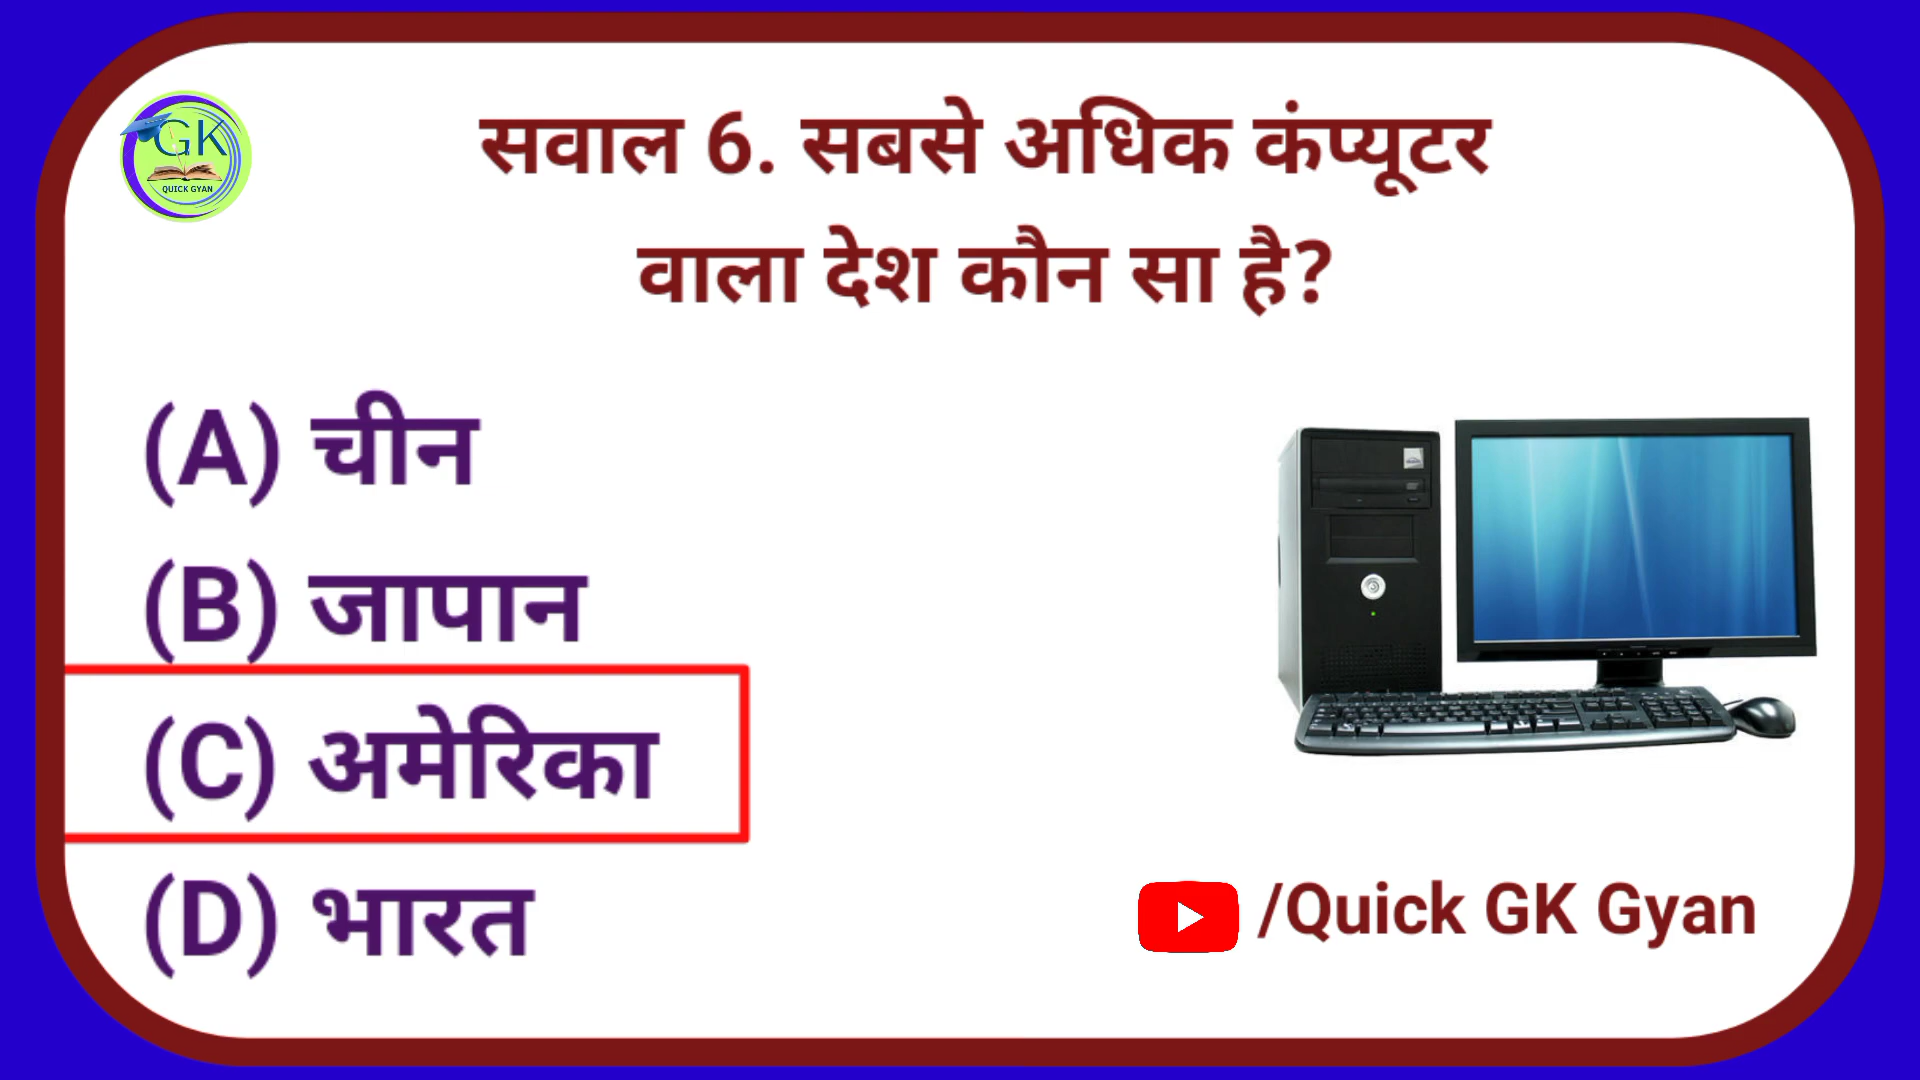 GK
QUICK GYAN
सवाल 6. सबसे अधिक कंप्यूटर
वाला देश कौन सा है?
(A) चीन
(B) जापान
(C) अमेरिका
(D) भारत
/Quick GK Gyan